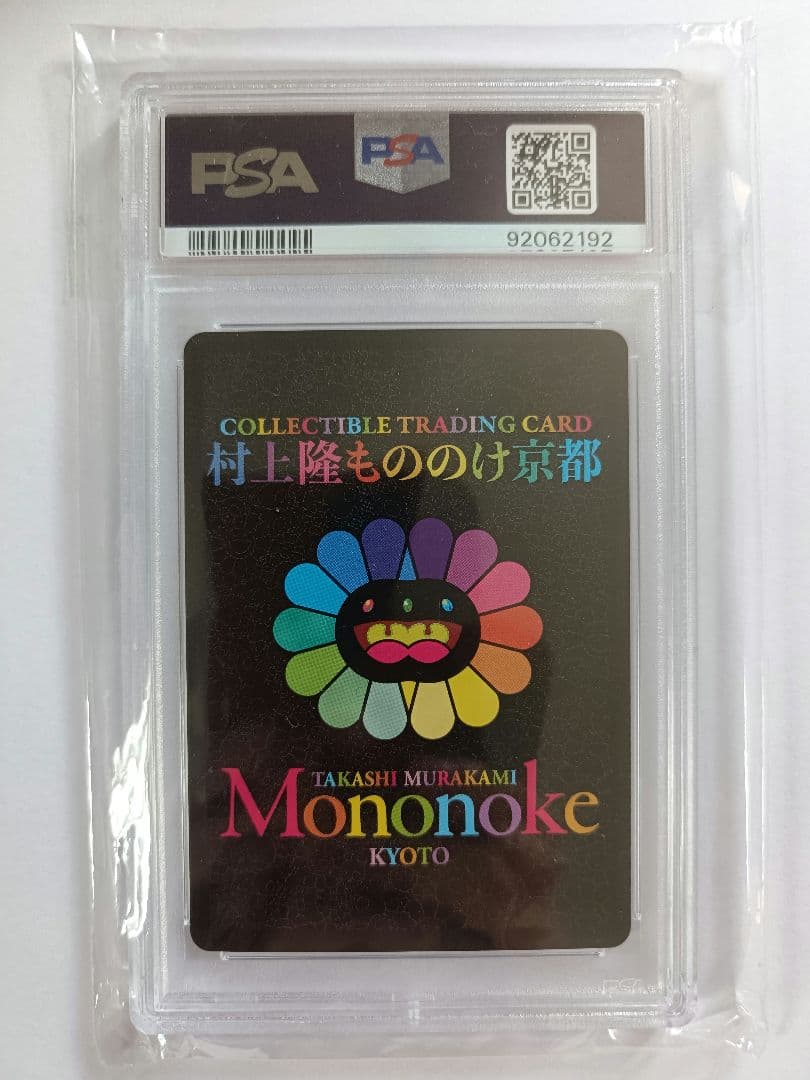 PSA
PSA
92062192
COLLECTIBLE TRADING CARD
村上隆もののけ京都
TAKASHI MURAKAMI
Mononoke
KYOTO
PSA